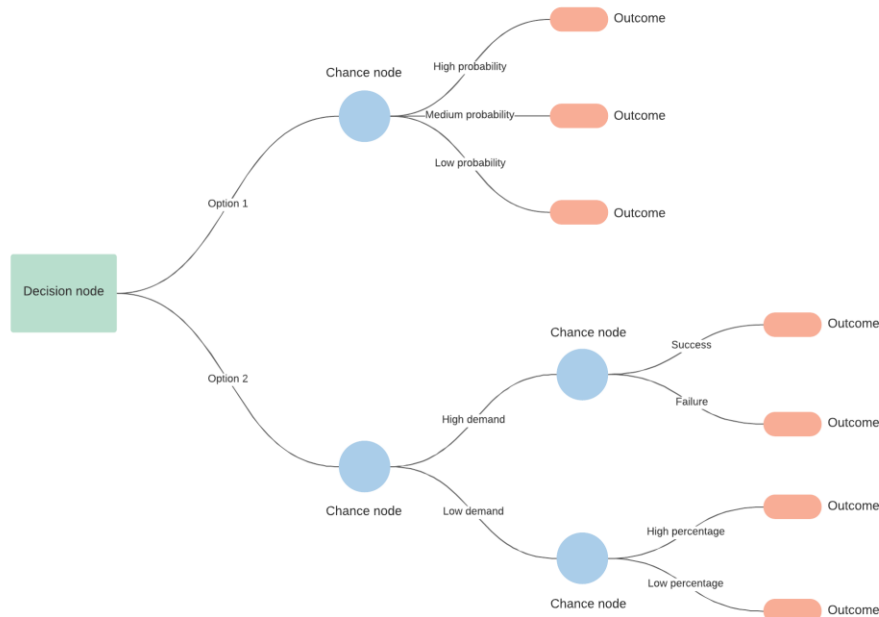 Outcome
Chance node
High probability
Medium probability
Outcome
Low probability
Option 1
Outcome
Decision node
Outcome
Chance node
Success
Option 2
Failure
High demand
Outcome
Outcome
Chance node
Low demand
High percentage
Low percentage
Chance node
Outcome